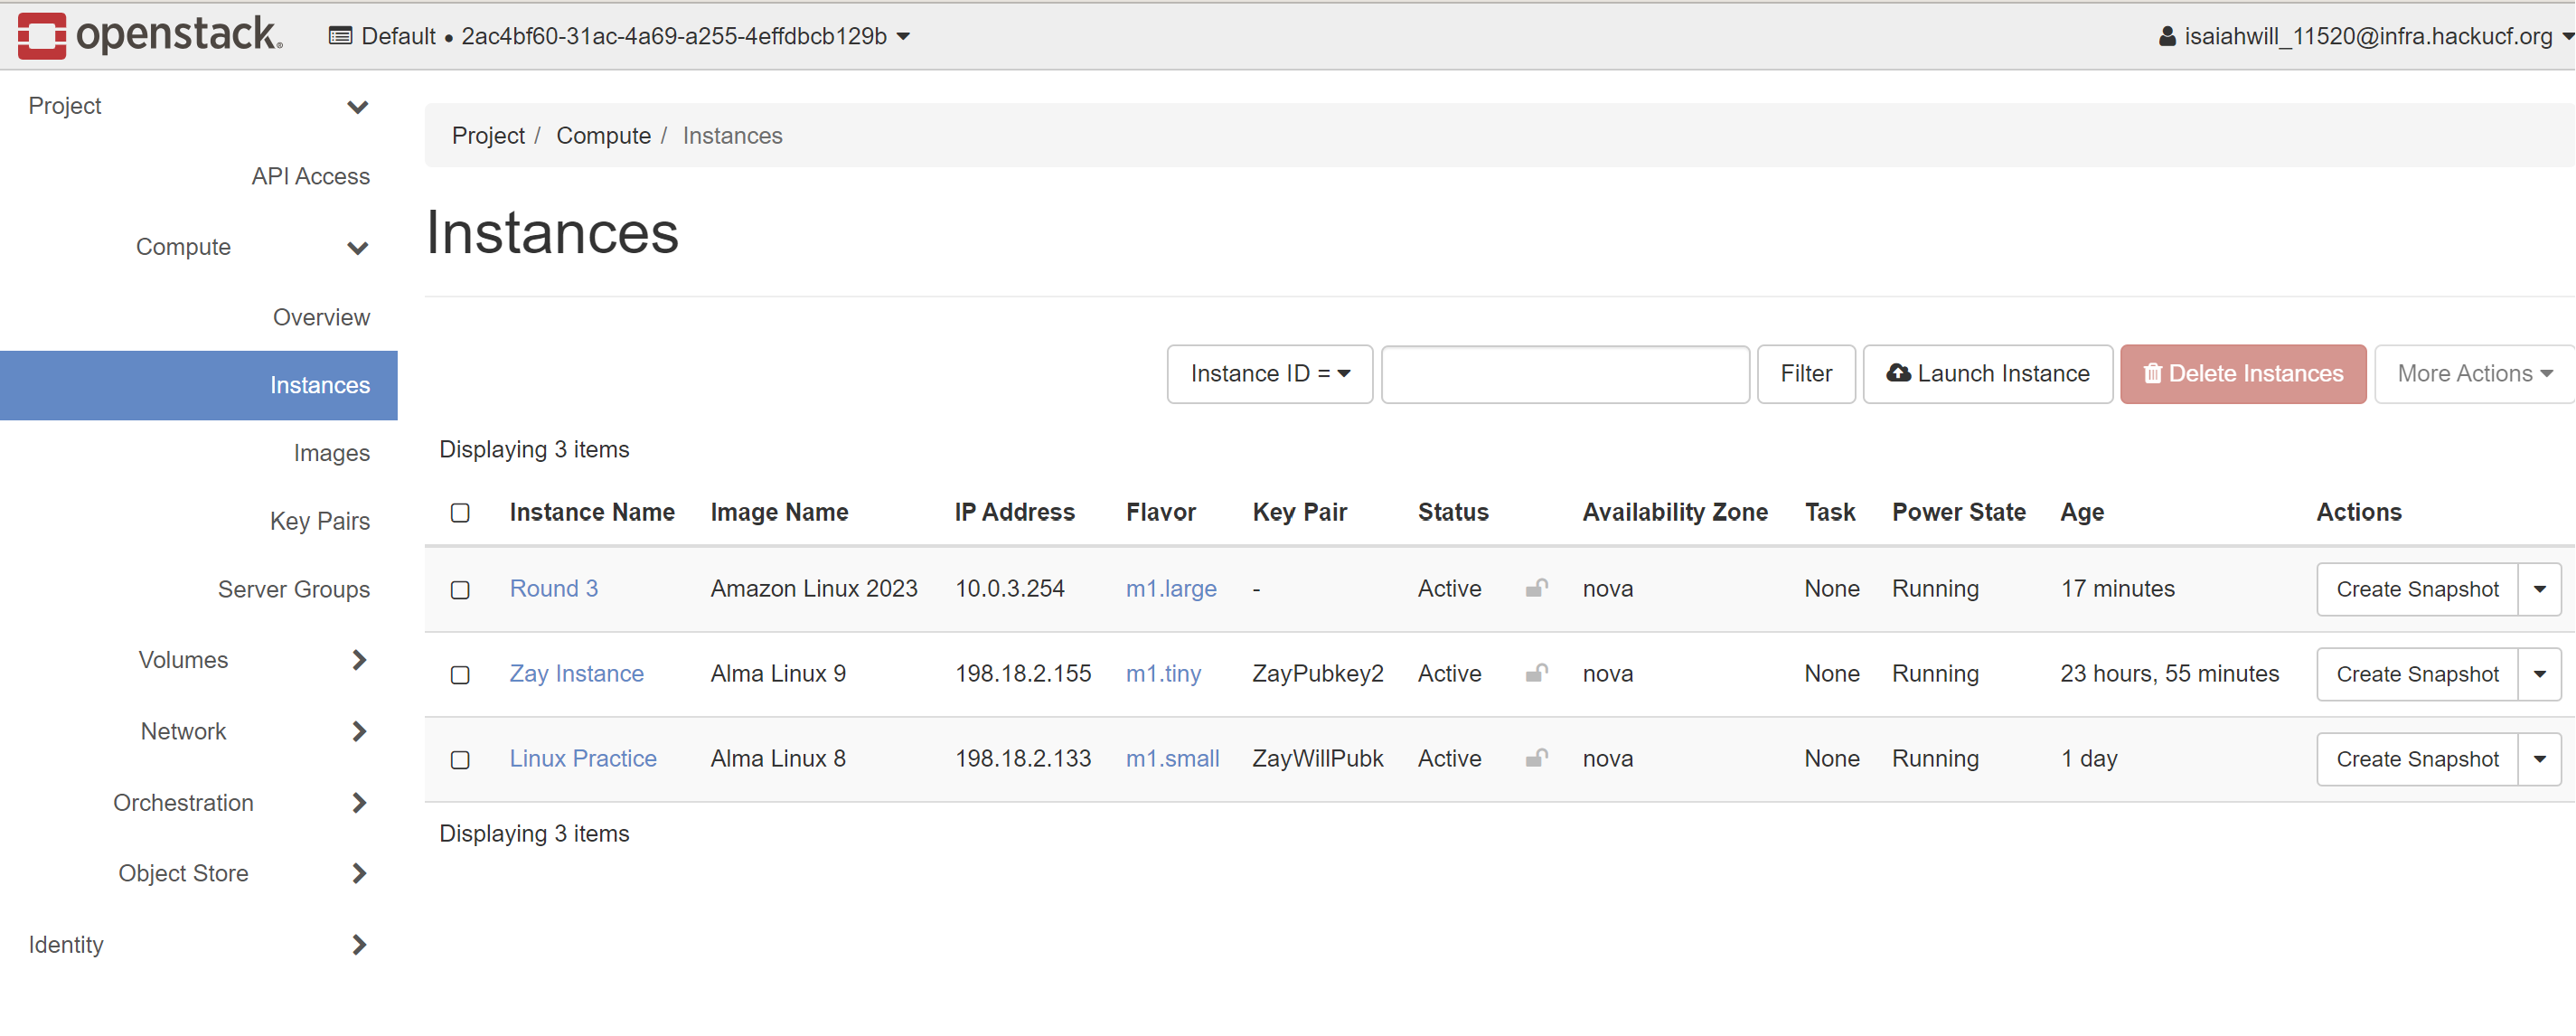 openstack. Default • 2ac4bf60-31ac-4a69-a255-4effdbcb129b isaiahwill_11520@infra.hackucf.org
Project
API Access
Compute
Overview
Instances
Images
Key Pairs
Server Groups
Volumes
Network
Orchestration
Object Store
Identity
Project / Compute / Instances
Instances
Instance ID = Filter Launch Instance Delete Instances More Actions
Displaying 3 items
Instance Name Image Name IP Address Flavor Key Pair Status Availability Zone Task Power State Age Actions
Round 3 Amazon Linux 2023 10.0.3.254 m1.large - Active nova None Running 17 minutes Create Snapshot
Zay Instance Alma Linux 9 198.18.2.155 m1.tiny ZayPubkey2 Active nova None Running 23 hours, 55 minutes Create Snapshot
Linux Practice Alma Linux 8 198.18.2.133 m1.small ZayWillPubk Active nova None Running 1 day Create Snapshot
Displaying 3 items